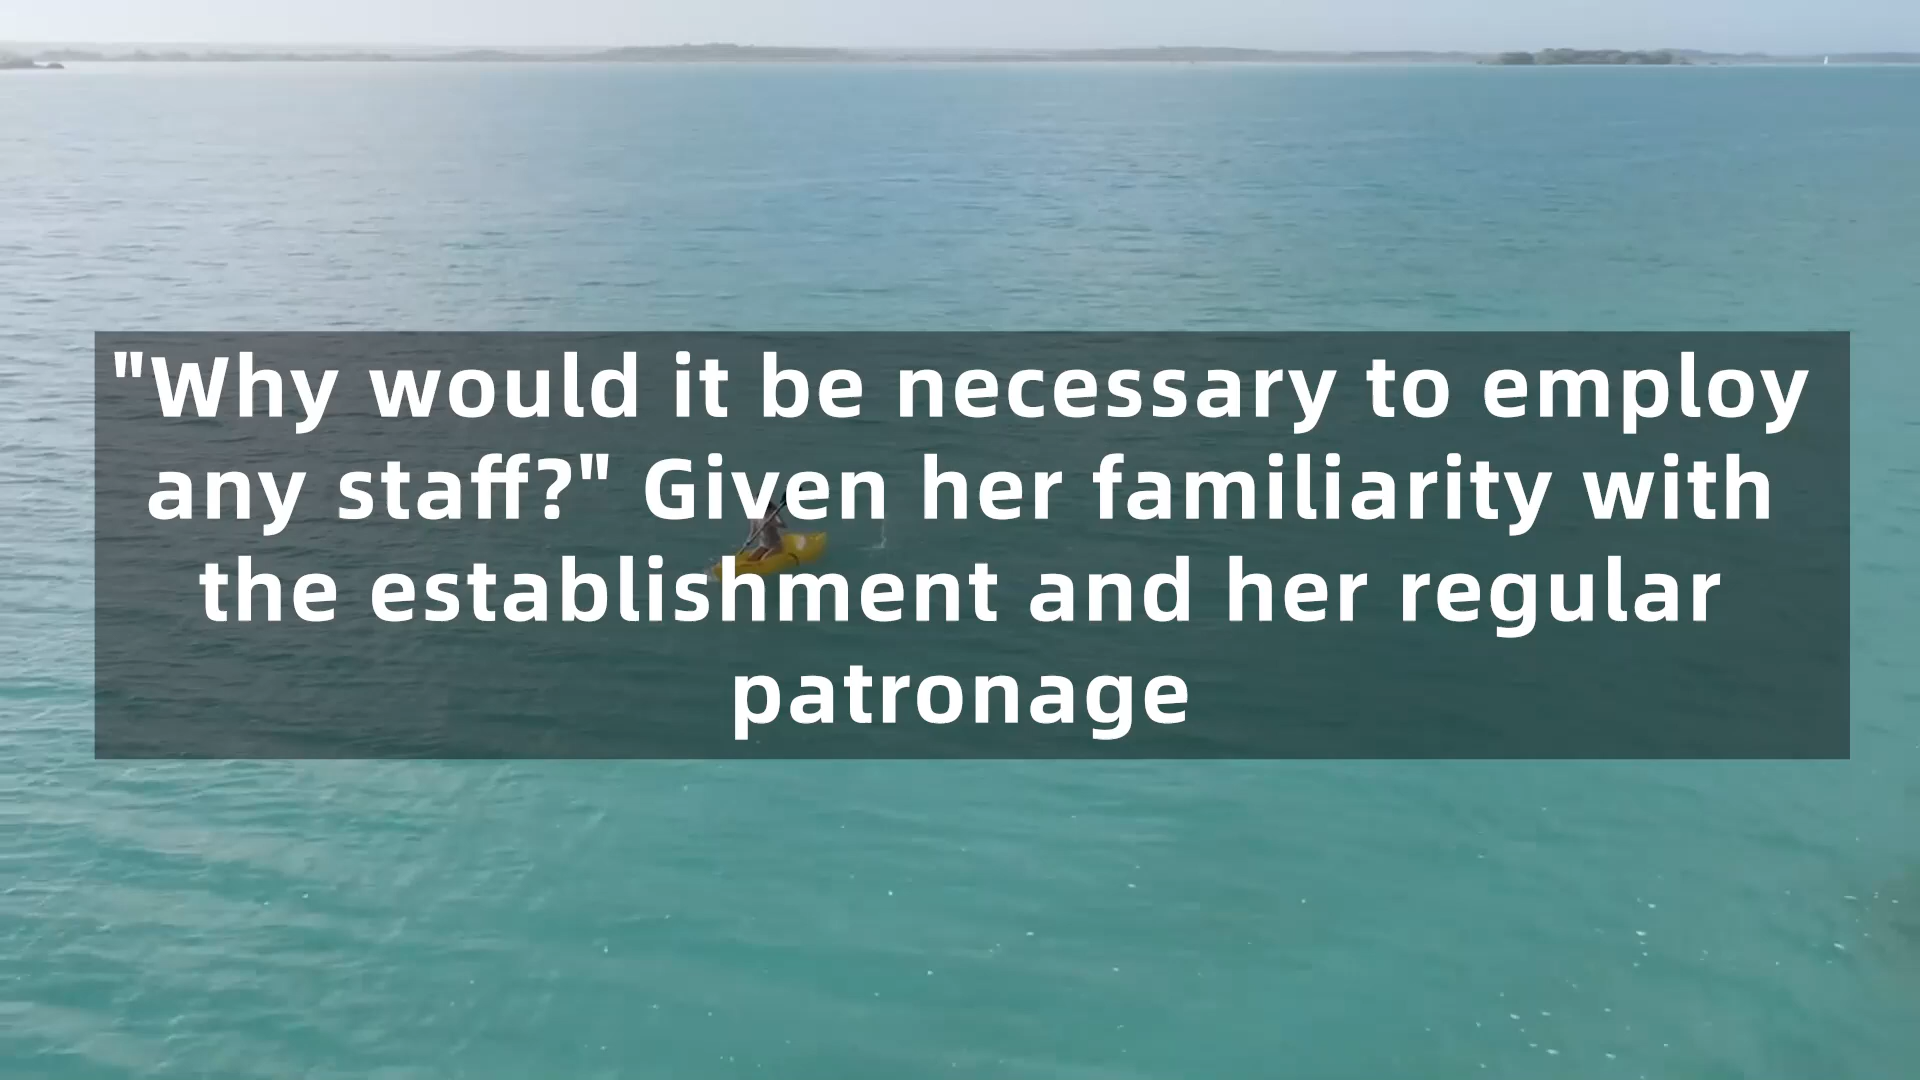 "Why would it be necessary to employ
any staff?" Given her familiarity with
the establishment and her regular
patronage